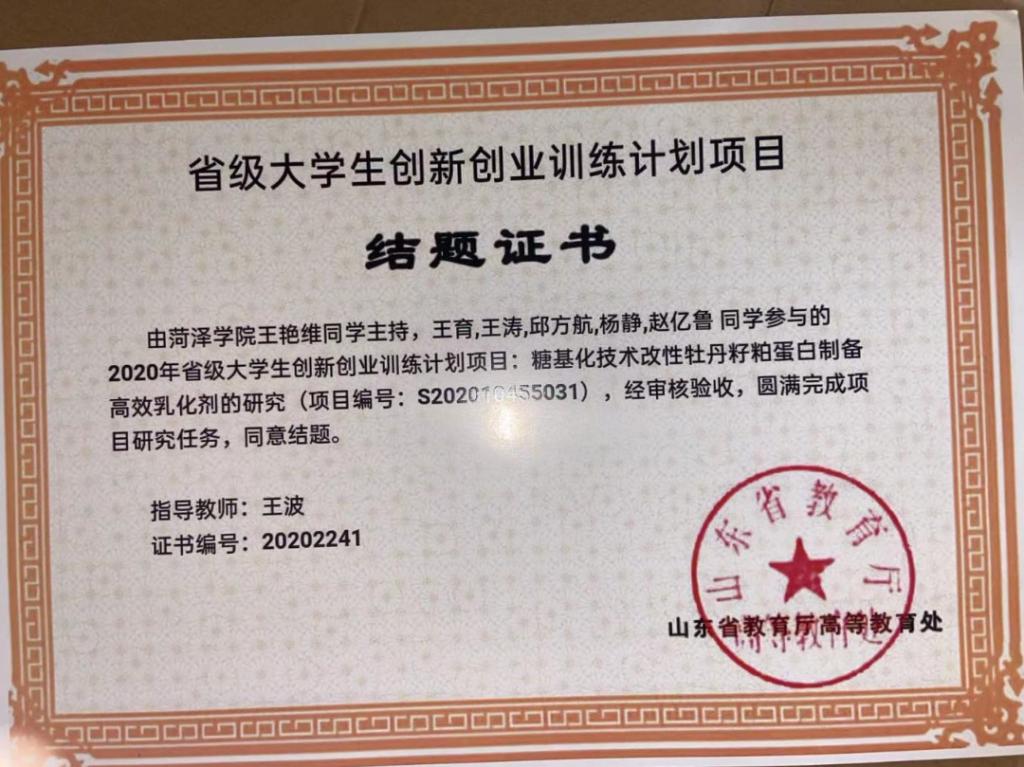 省级大学生创新创业训练计划项目
结题证书
由菏泽学院王艳维同学主持，王育,王涛,邱方航,杨静,赵亿鲁 同学参与的
2020年省级大学生创新创业训练计划项目：糖基化技术改性牡丹籽粕蛋白制备
高效乳化剂的研究（项目编号：S202010455031），经审核验收，圆满完成项
目研究任务，同意结题。
指导教师：王波
证书编号：20202241
山东省教育厅
山东省教育厅高等教育处
高等教育处